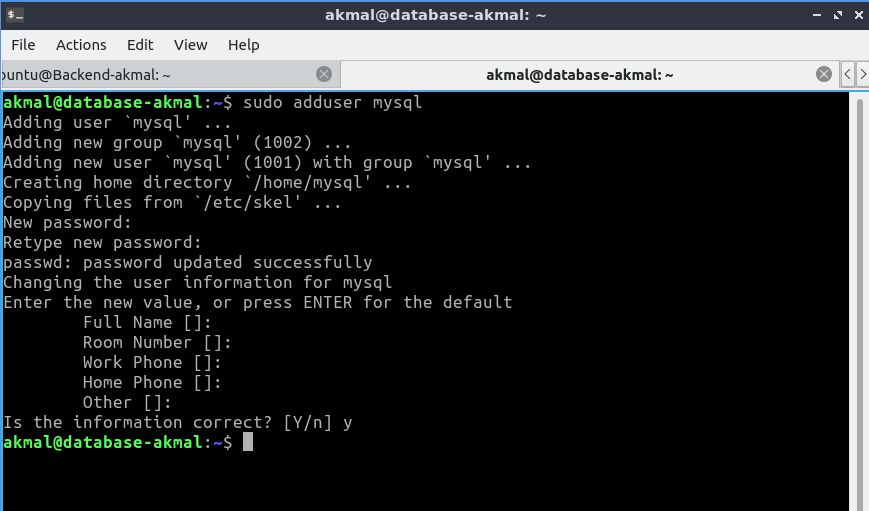 akmal@database-akmal: ~
File Actions Edit View Help
buntu@Backend-akmal: ~
akmal@database-akmal: ~
akmal@database-akmal:~$ sudo adduser mysql
Adding user `mysql' ...
Adding new group `mysql' (1002) ...
Adding new user `mysql' (1001) with group `mysql' ...
Creating home directory `/home/mysql' ...
Copying files from `/etc/skel' ...
New password:
Retype new password:
passwd: password updated successfully
Changing the user information for mysql
Enter the new value, or press ENTER for the default
Full Name []:
Room Number []:
Work Phone []:
Home Phone []:
Other []:
Is the information correct? [Y/n] y
akmal@database-akmal:~$